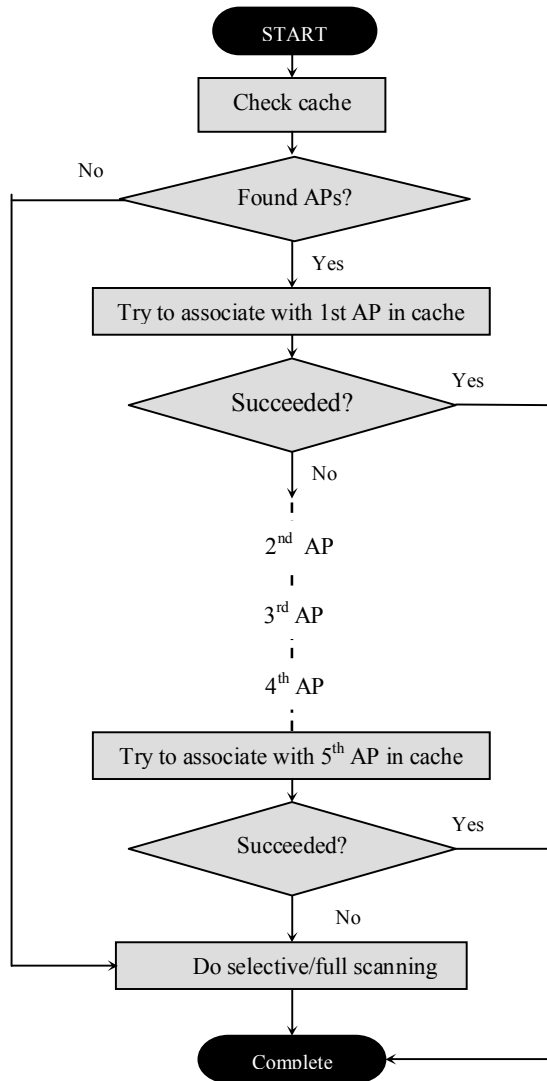 START
Check cache
No
Found APs?
Yes
Try to associate with 1st AP in cache
Yes
Succeeded?
No
2nd AP
3rd AP
4th AP
Try to associate with 5th AP in cache
Yes
Succeeded?
No
Do selective/full scanning
Complete